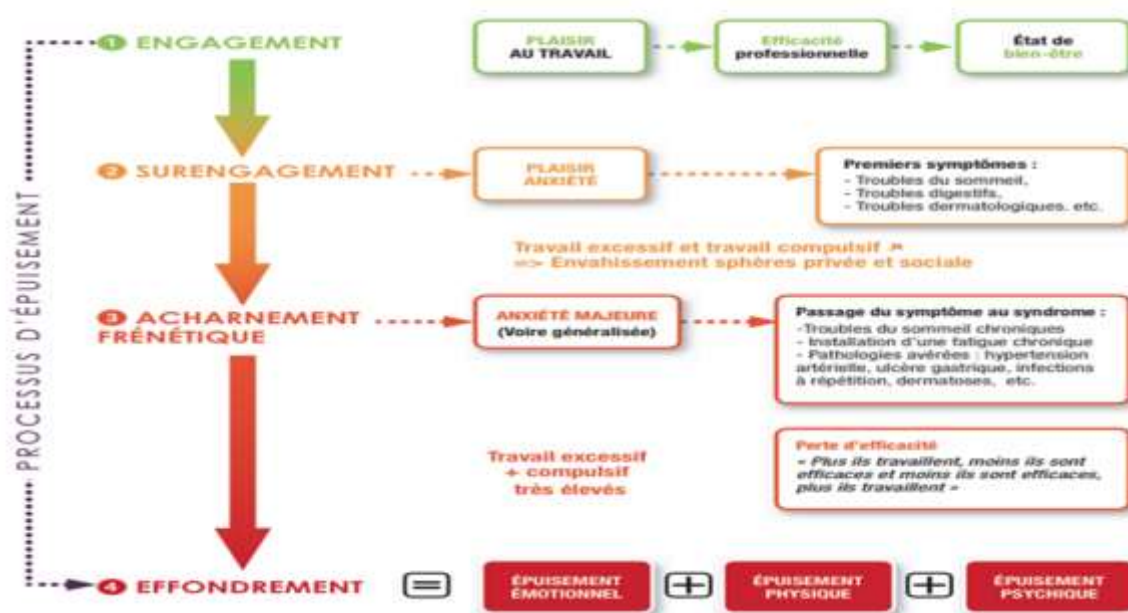 PROCESSUS D'ÉPUISEMENT
1 ENGAGEMENT
PLAISIR
AU TRAVAIL
Efficacité
professionnelle
État de
bien-être
2 SURENGAGEMENT
PLAISIR
ANXIÉTÉ
Premiers symptômes :
- Troubles du sommeil,
- Troubles digestifs,
- Troubles dermatologiques. etc.
Travail excessif et travail compulsif ↗
=> Envahissement sphères privée et sociale
3 ACHARNEMENT
FRÉNÉTIQUE
ANXIÉTÉ MAJEURE
(Voire généralisée)
Passage du symptôme au syndrome :
-Troubles du sommeil chroniques
- Installation d'une fatigue chronique
- Pathologies avérées : hypertension
artérielle, ulcère gastrique, infections
à répétition, dermatoses, etc.
Travail excessif
+ compulsif
très élevés
Perte d'efficacité
« Plus ils travaillent, moins ils sont
efficaces et moins ils sont efficaces,
plus ils travaillent »
4 EFFONDREMENT
=
ÉPUISEMENT
ÉMOTIONNEL
+
ÉPUISEMENT
PHYSIQUE
+
ÉPUISEMENT
PSYCHIQUE